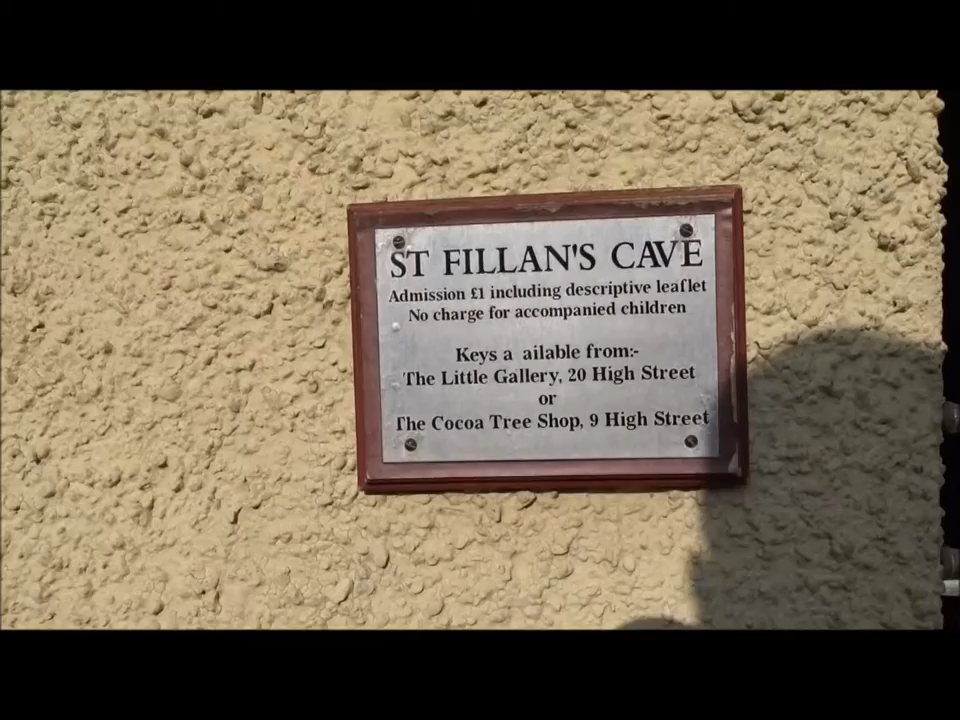 ST FILLAN'S CAVE
Admission £1 including descriptive leaflet
No charge for accompanied children
Keys a ailable from:-
The Little Gallery, 20 High Street
or
The Cocoa Tree Shop, 9 High Street